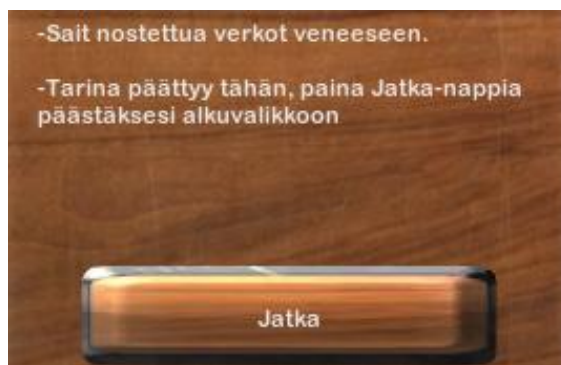 -Sait nostettua verkot veneeseen.
-Tarina päättyy tähän, paina Jatka-nappia
päästäksesi alkuvalikkoon
Jatka